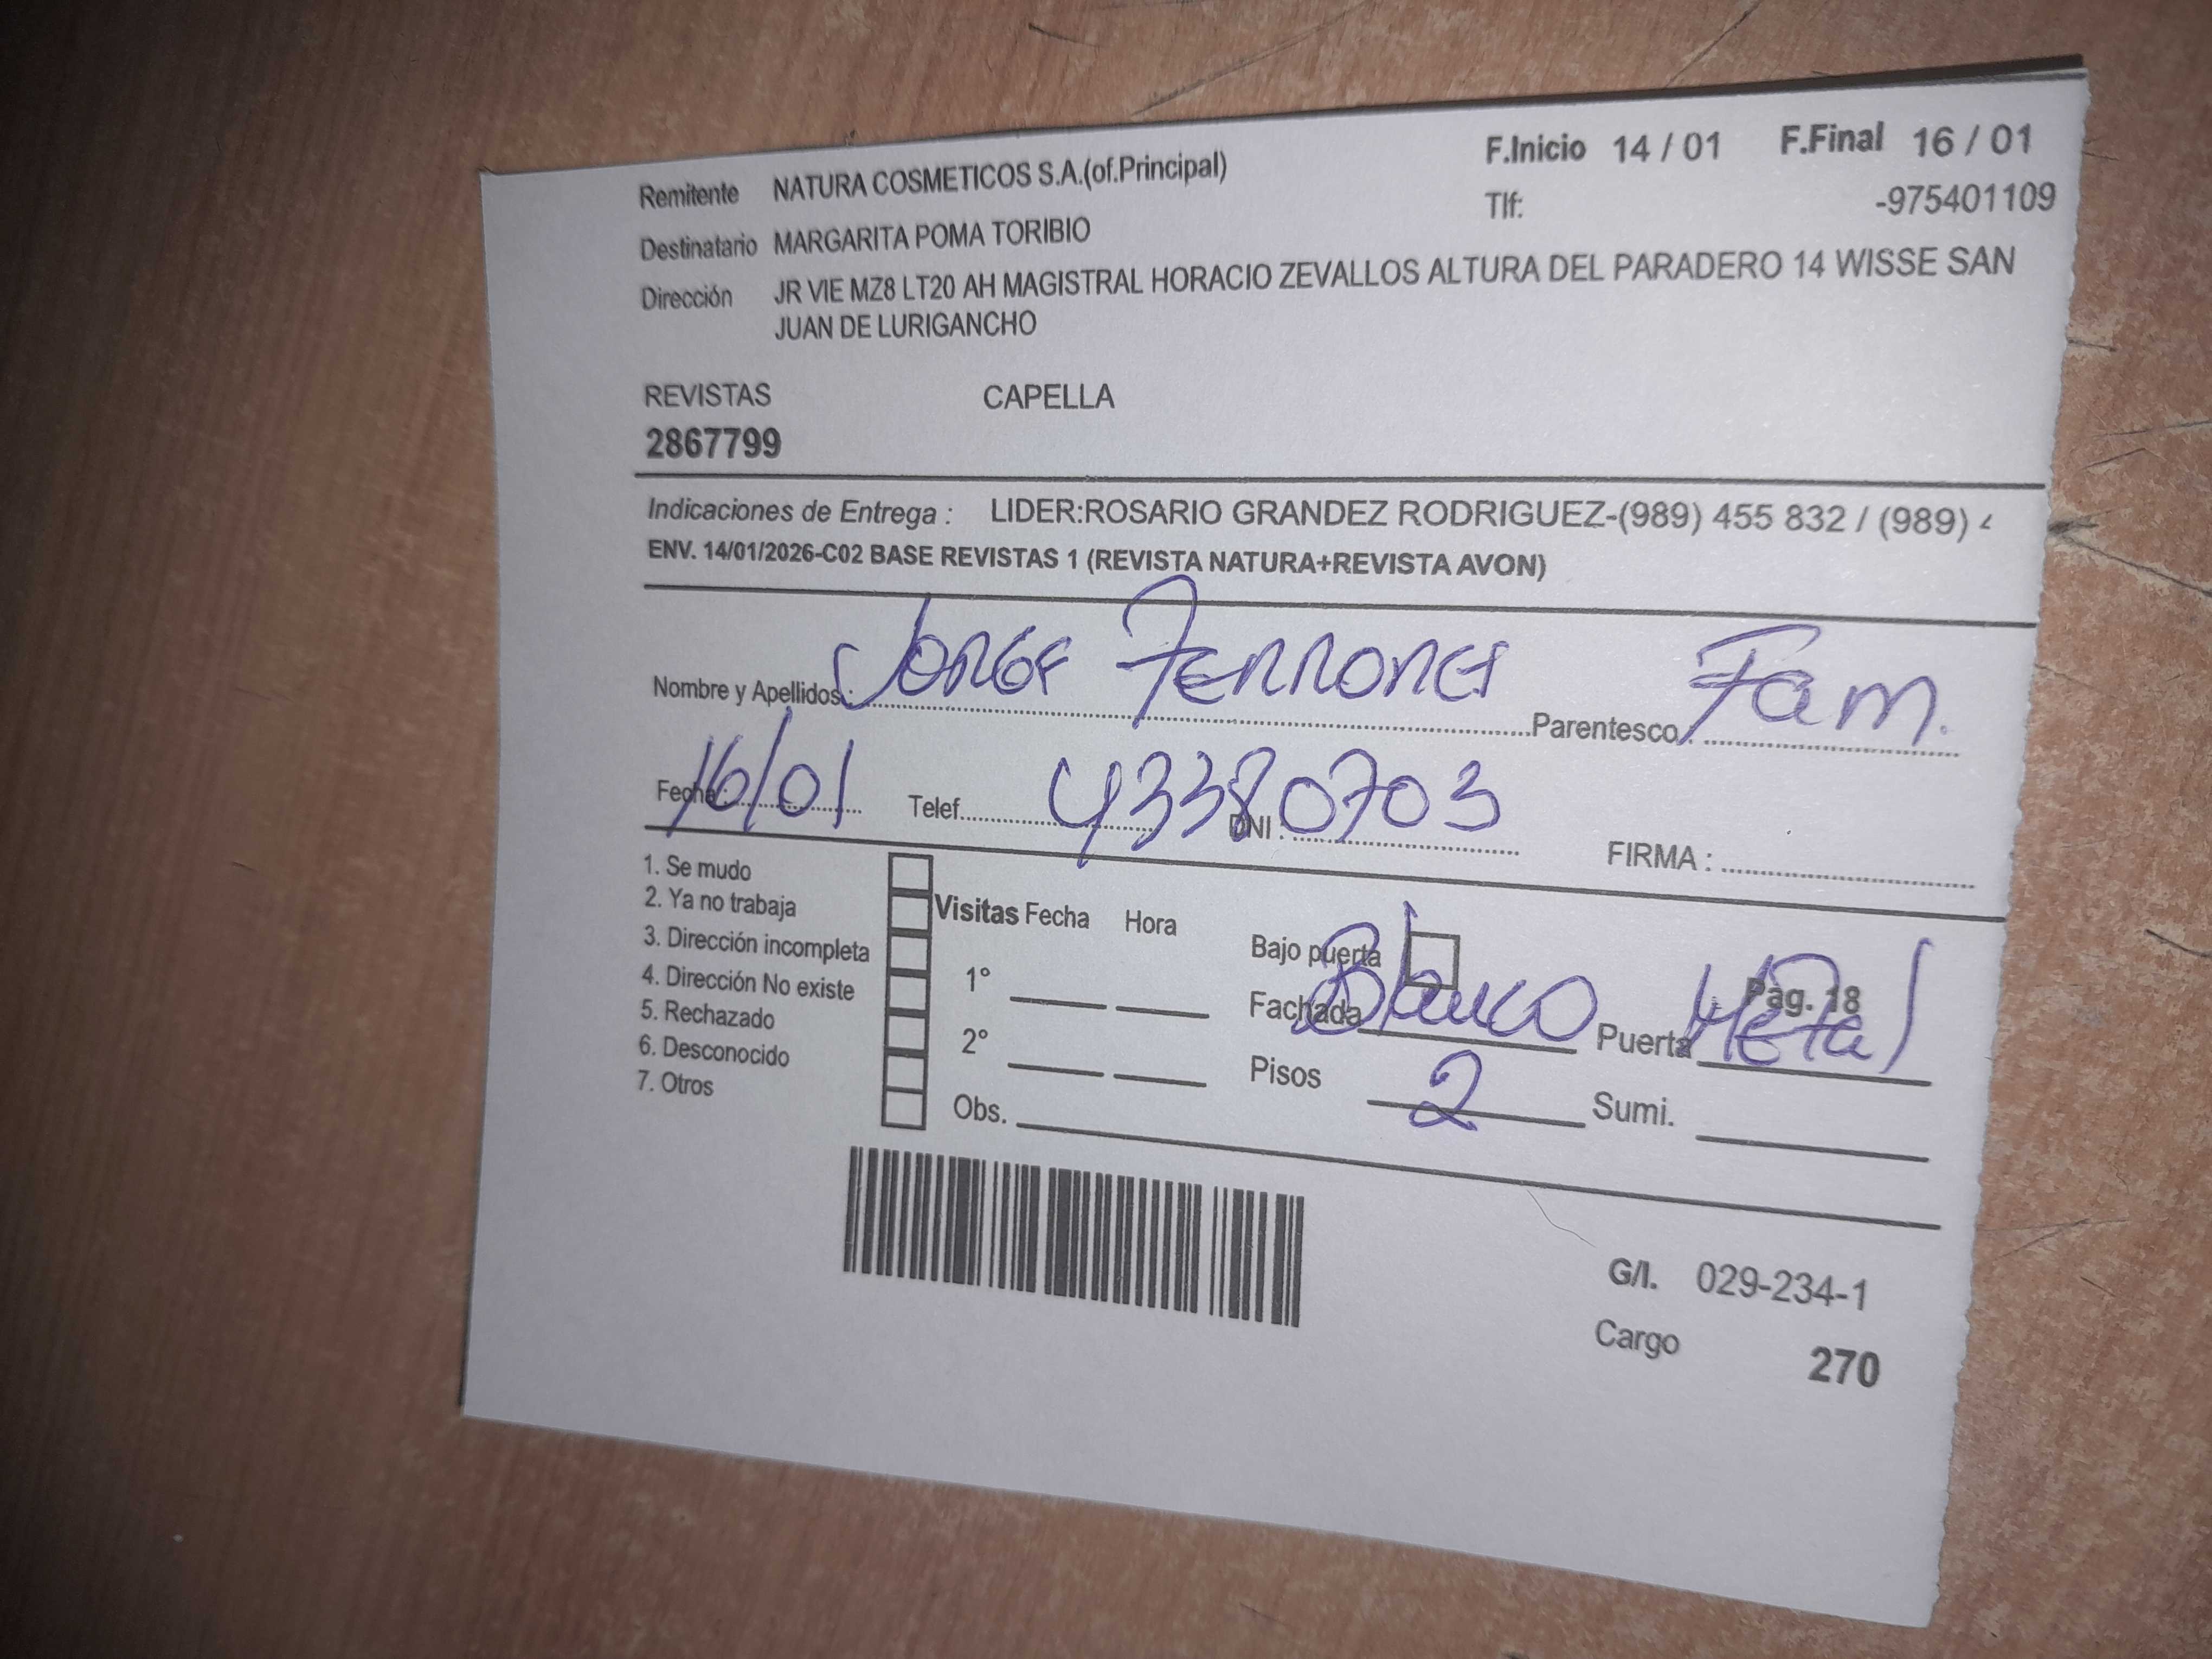 Remitente NATURA COSMETICOS S.A.(of.Principal) F.Inicio 14 / 01 F.Final 16 / 01
Tlf: -975401109
Destinatario MARGARITA POMA TORIBIO
Dirección JR VIE MZ8 LT20 AH MAGISTRAL HORACIO ZEVALLOS ALTURA DEL PARADERO 14 WISSE SAN
JUAN DE LURIGANCHO
REVISTAS CAPELLA
2867799
Indicaciones de Entrega : LIDER:ROSARIO GRANDEZ RODRIGUEZ-(989) 455 832 / (989)
ENV. 14/01/2026-C02 BASE REVISTAS 1 (REVISTA NATURA+REVISTA AVON)
Nombre y Apellidos: Jorge Ferrones Parentesco: Fam.
Fecha: 16/01 Telef. 43380703 DNI : FIRMA :
1. Se mudo
2. Ya no trabaja
3. Dirección incompleta
4. Dirección No existe
5. Rechazado
6. Desconocido
7. Otros
Visitas Fecha Hora
1°
2°
Obs.
Bajo puerta
Pag. 18
Fachada Blanco Puerta Metal
Pisos 2 Sumi.
G/I. 029-234-1
Cargo 270